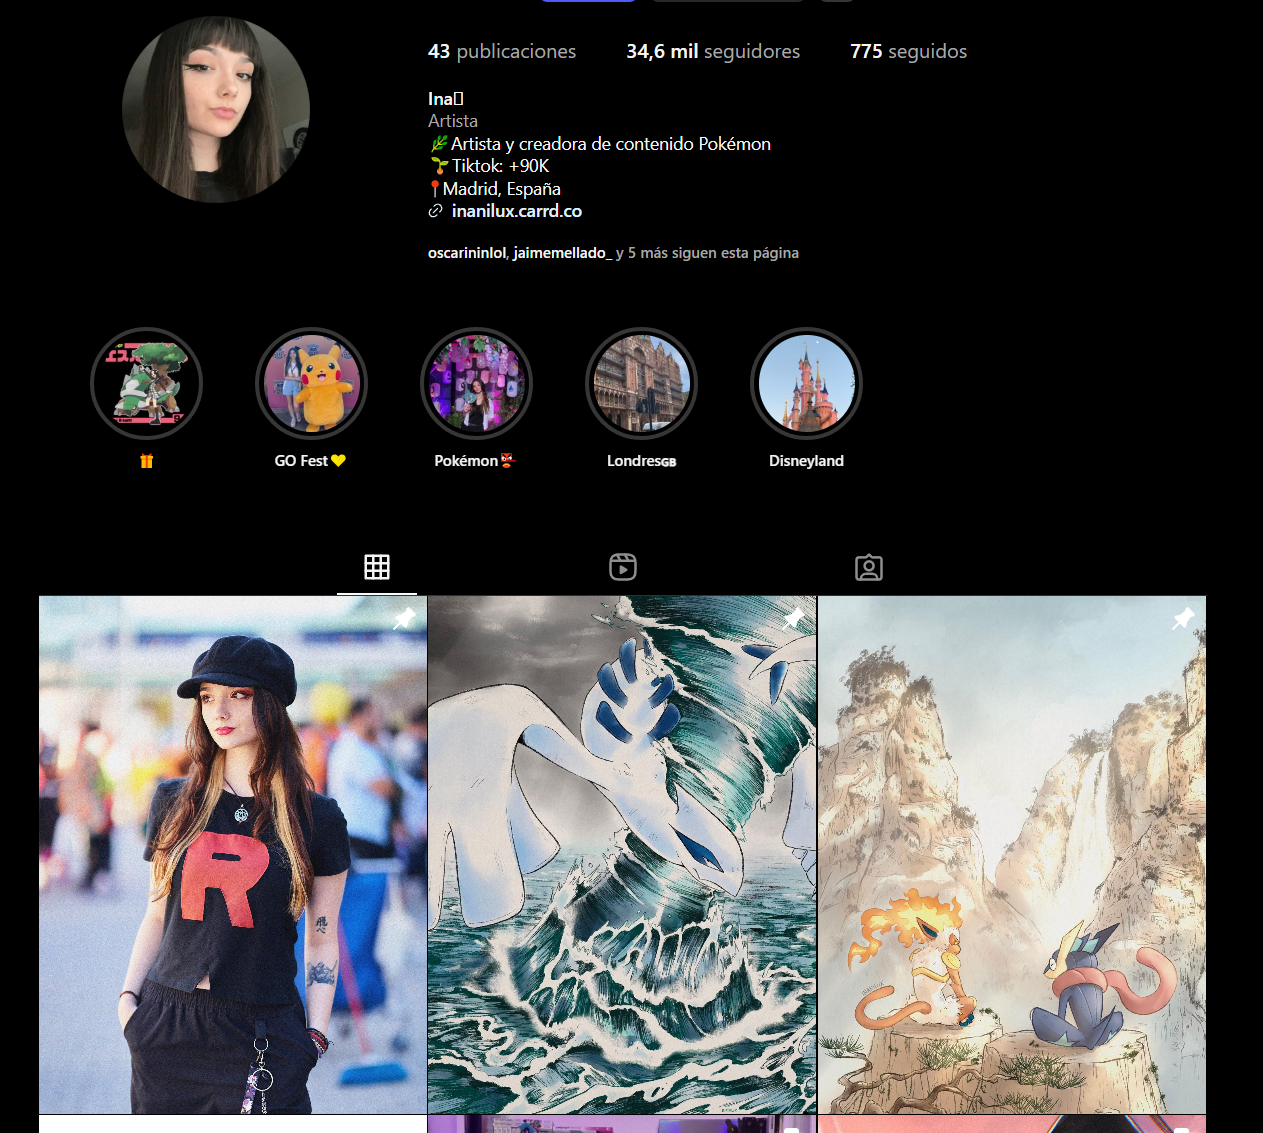 43 publicaciones 34,6 mil seguidores 775 seguidos
Ina
Artista
🌿Artista y creadora de contenido Pokémon
🌱Tiktok: +90K
📍Madrid, España
inanilux.carrd.co
oscarininlol, jaimemellado_ y 5 más siguen esta página
🎁 GO Fest💛 Pokémon👺 Londres🇬🇧 Disneyland
R